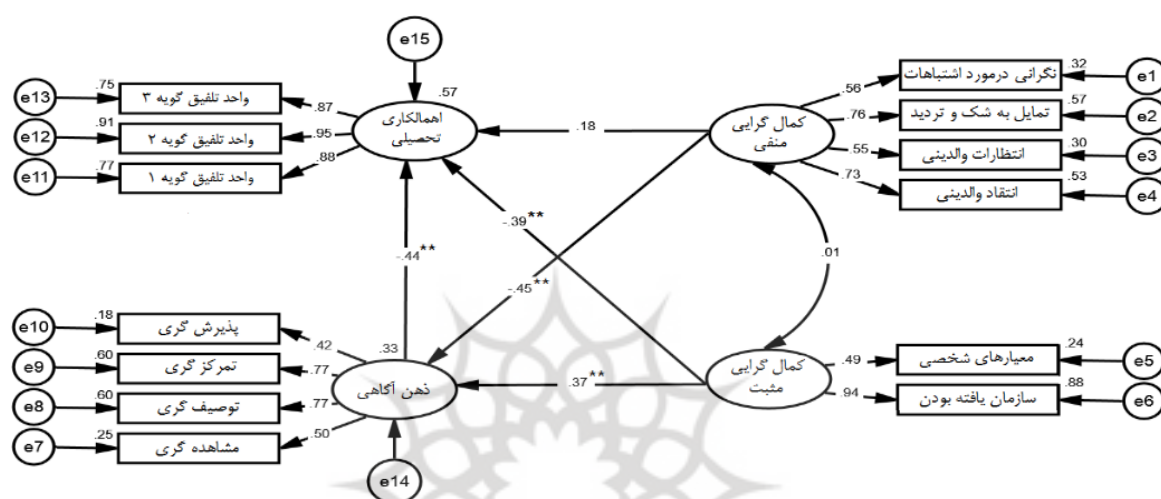 e15
.57
اهمالکاری
تحصیلی
e13
.75
واحد تلفیق گویه ۳
.87
e12
.91
واحد تلفیق گویه ۲
.95
e11
.77
واحد تلفیق گویه ۱
.88
.18
کمال گرایی
منفی
.56
نگرانی درمورد اشتباهات
.32
e1
.76
تمایل به شک و تردید
.57
e2
.55
انتظارات والدینی
.30
e3
.73
انتقاد والدینی
.53
e4
-.39**
-.44**
-.45**
.01
e10
.18
پذیرش گری
.42
e9
.60
تمرکز گری
.77
e8
.60
توصیف گری
.77
e7
.25
مشاهده گری
.50
.33
ذهن آگاهی
e14
.37**
کمال گرایی
مثبت
.49
معیارهای شخصی
.24
e5
.94
سازمان یافته بودن
.88
e6